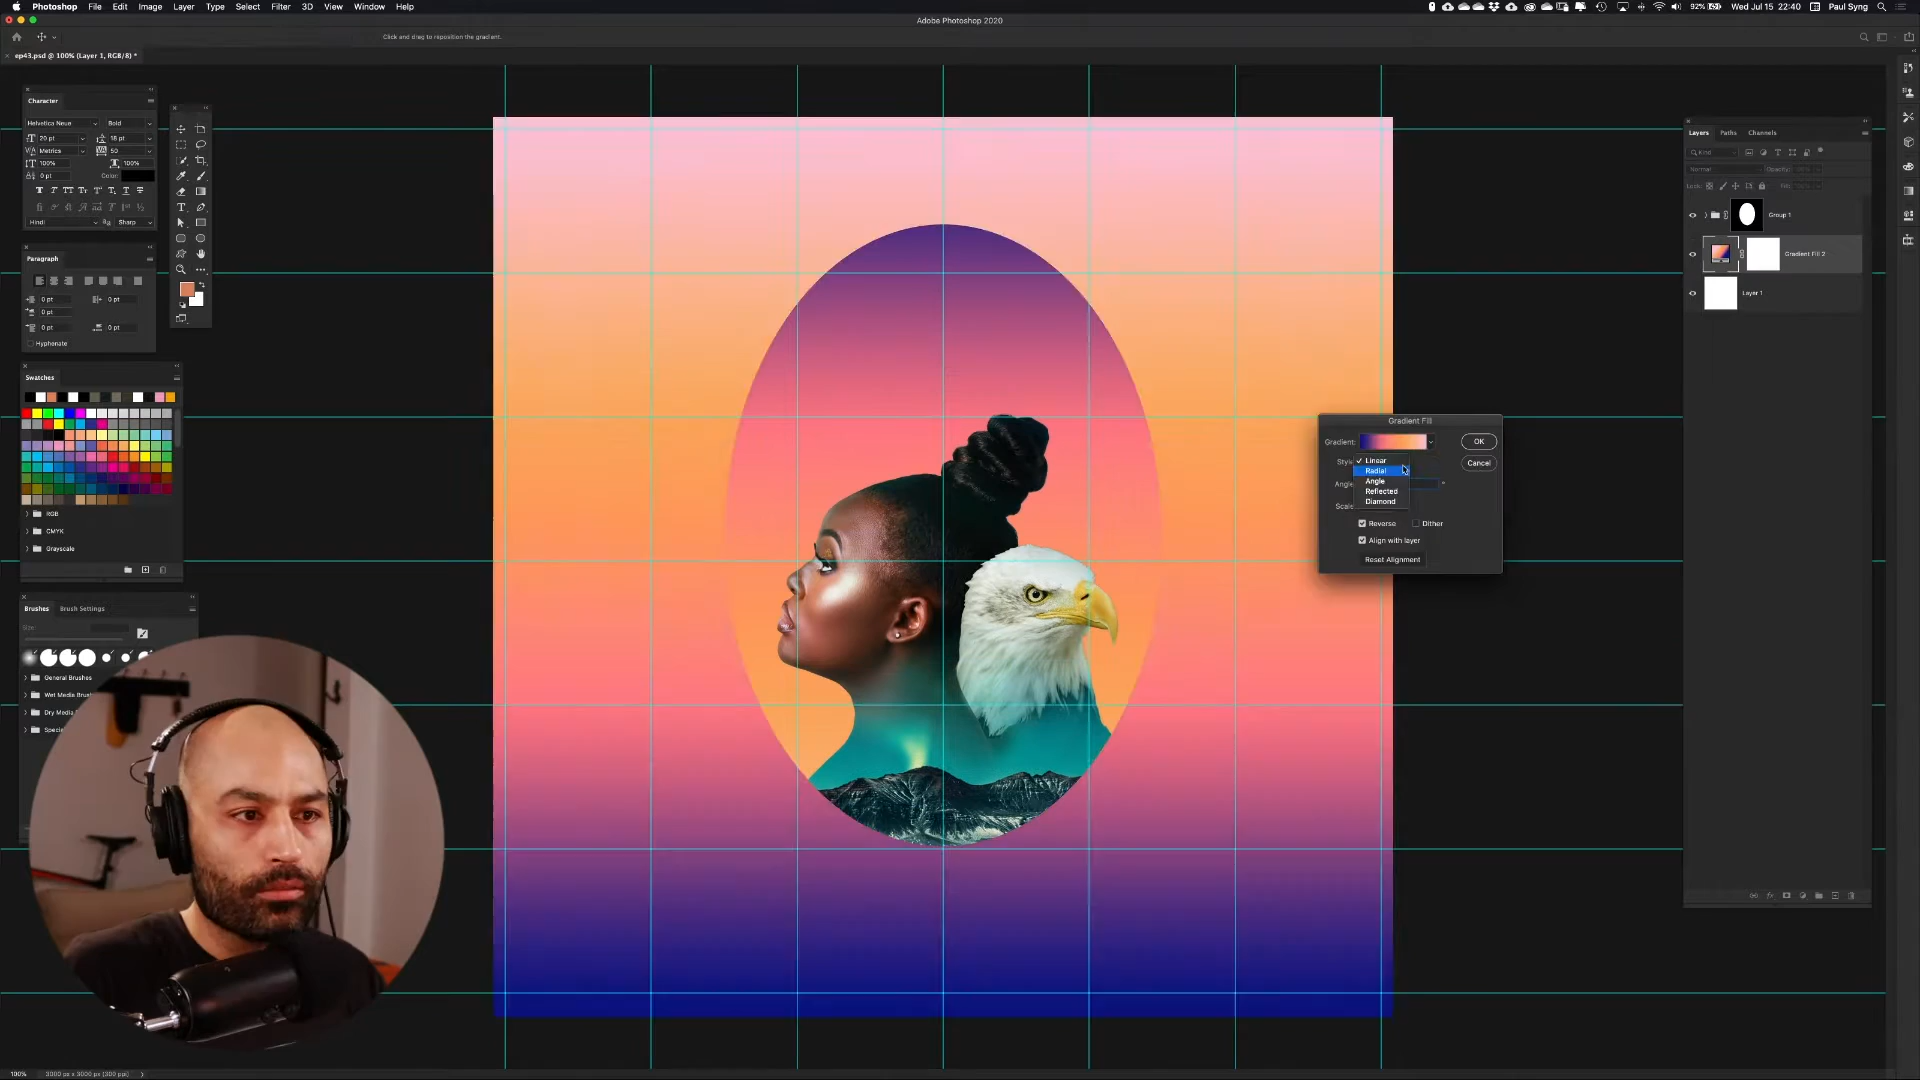 Photoshop File Edit Image Layer Type Select Filter 3D View Window Help
92% Wed Jul 15 22:40 Paul Syng
Adobe Photoshop 2020
Click and drag to reposition the gradient.
ep43.psd @ 100% (Layer 1, RGB/8) *
Character
Helvetica Neue Bold
20 pt 18 pt
Metrics 50
100% 100%
0 pt Color:
Hindi Sharp
Paragraph
0 pt 0 pt
0 pt
0 pt 0 pt
Hyphenate
Swatches
RGB
CMYK
Grayscale
Brushes Brush Settings
Size:
General Brushes
Wet Media Brus
Dry Media
Specia
Gradient Fill
Gradient: OK
Style Linear Cancel
Radial
Angle: Angle °
Reflected
Scale Diamond
Reverse Dither
Align with layer
Reset Alignment
Layers Paths Channels
Kind
Normal Opacity:
Lock: Fill:
Group 1
Gradient Fill 2
Layer 1
100% 3000 px x 3000 px (300 ppi)